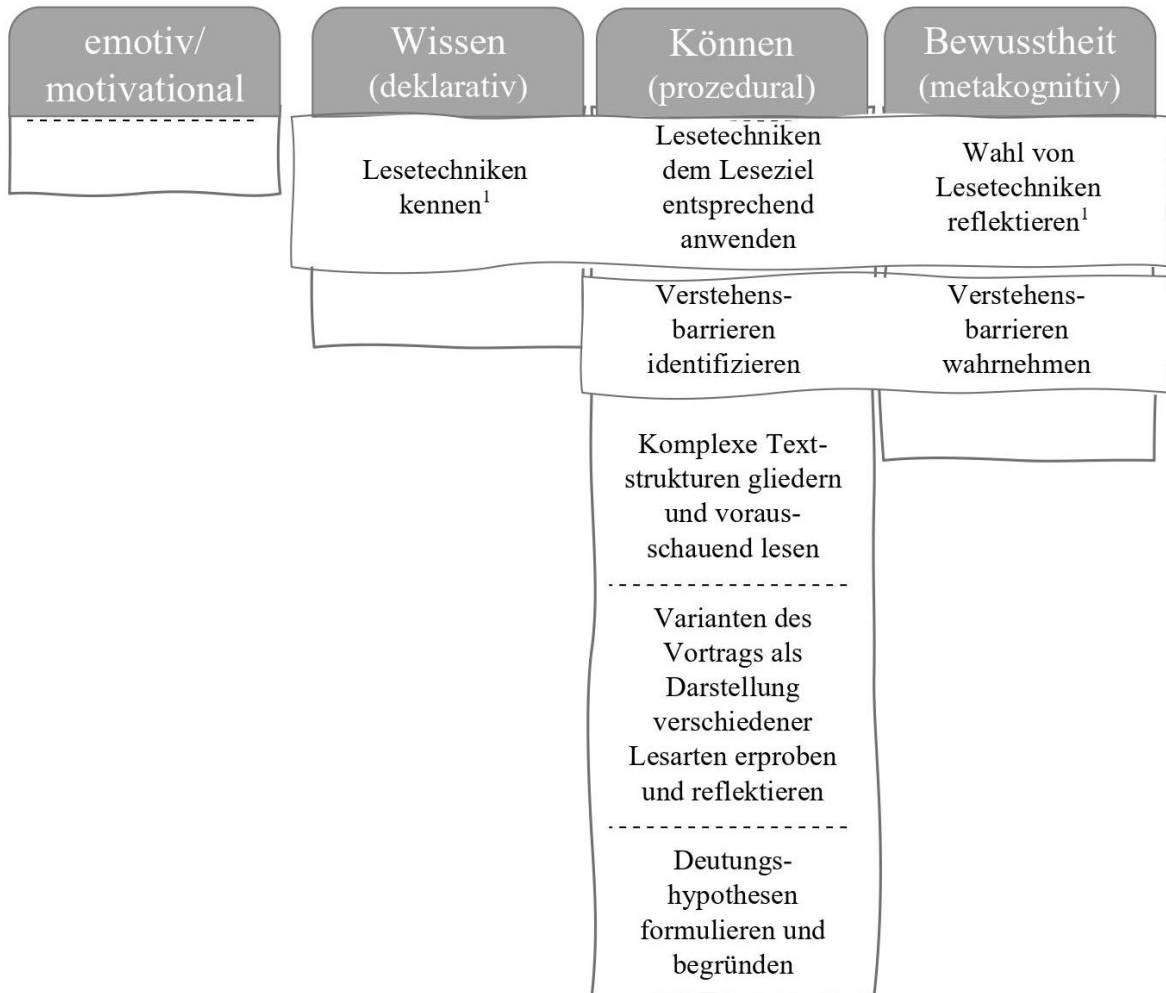 emotiv/
motivational
Wissen
(deklarativ)
Können
(prozedural)
Bewusstheit
(metakognitiv)
Lesetechniken
kennen¹
Lesetechniken
dem Leseziel
entsprechend
anwenden
Wahl von
Lesetechniken
reflektieren¹
Verstehens-
barrieren
identifizieren
Verstehens-
barrieren
wahrnehmen
Komplexe Text-
strukturen gliedern
und voraus-
schauend lesen
Varianten des
Vortrags als
Darstellung
verschiedener
Lesarten erproben
und reflektieren
Deutungs-
hypothesen
formulieren und
begründen